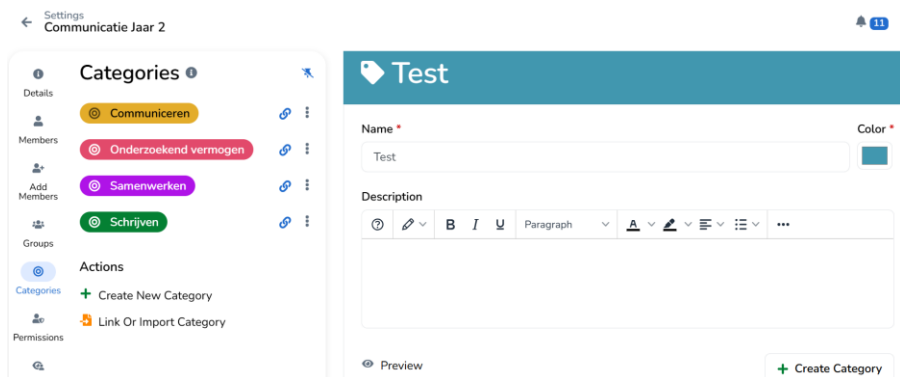 Settings
Communicatie Jaar 2
11
Details
Members
Add
Members
Groups
Categories
Permissions
Categories
Communiceren
Onderzoekend vermogen
Samenwerken
Schrijven
Actions
Create New Category
Link Or Import Category
Test
Name *
Color *
Test
Description
B I U Paragraph A
Preview
Create Category